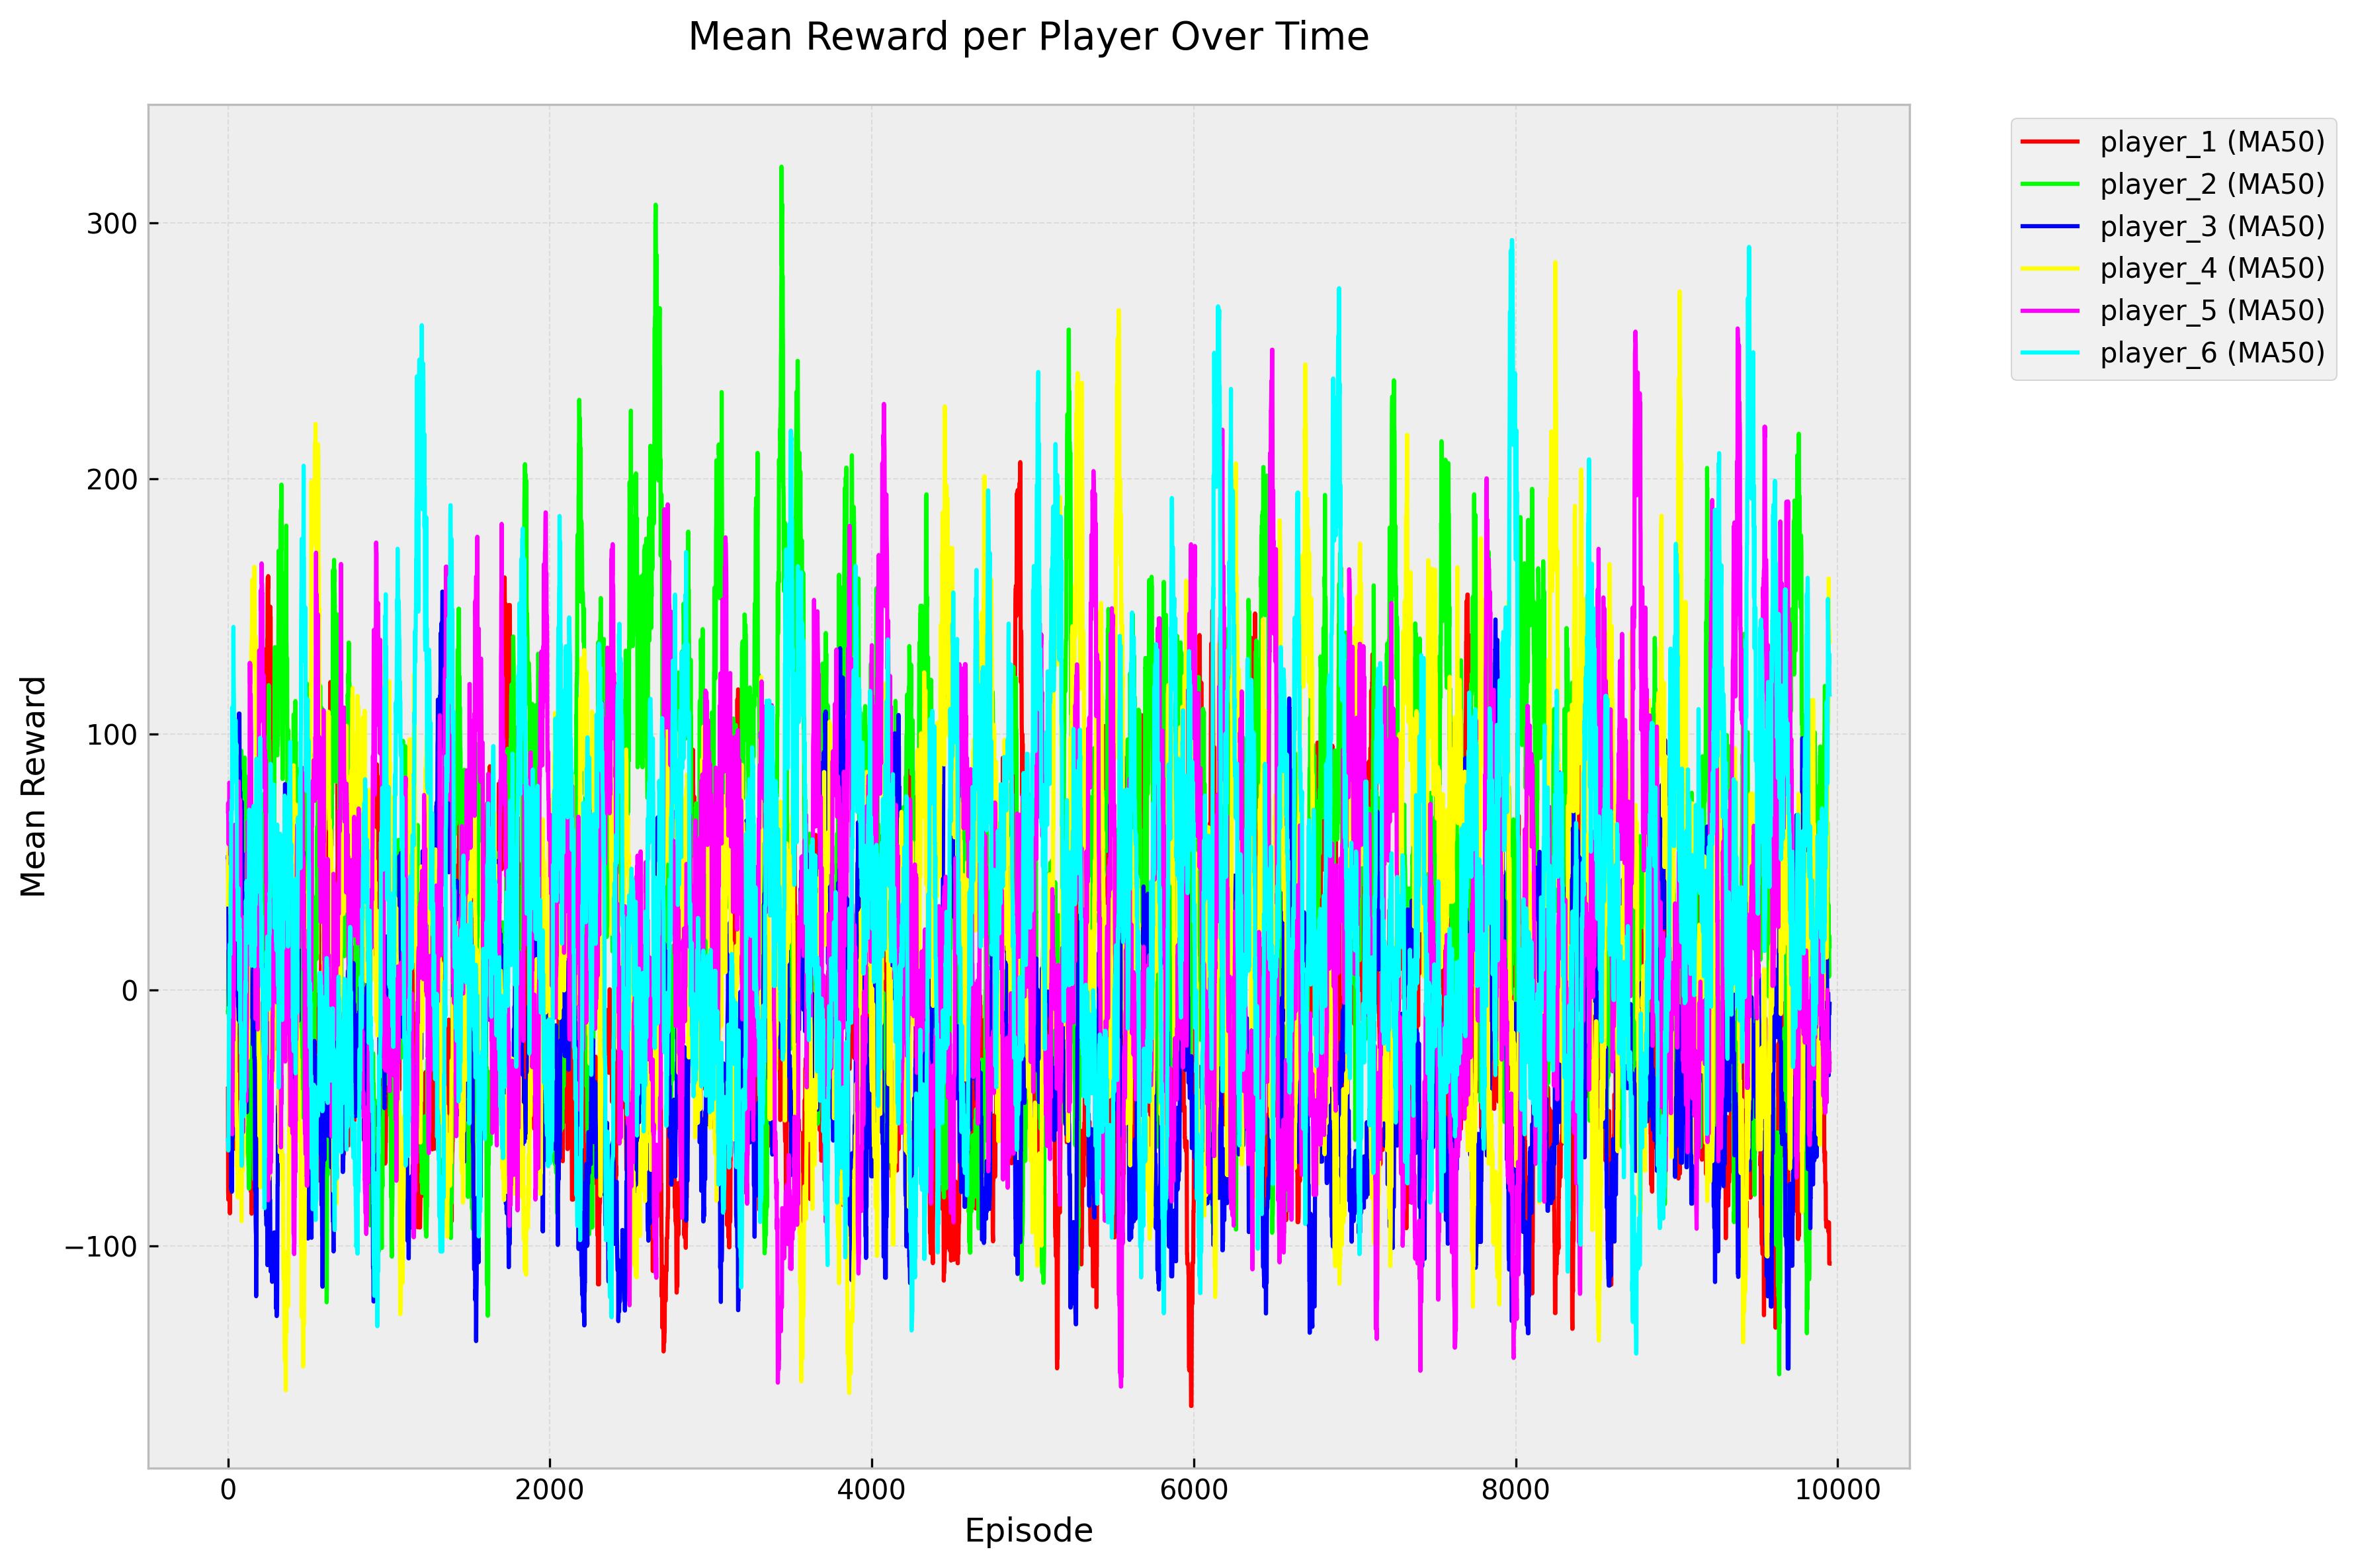 Mean Reward per Player Over Time
player_1 (MA50)
player_2 (MA50)
player_3 (MA50)
player_4 (MA50)
player_5 (MA50)
player_6 (MA50)
300
200
100
0
−100
Mean Reward
0
2000
4000
6000
8000
10000
Episode